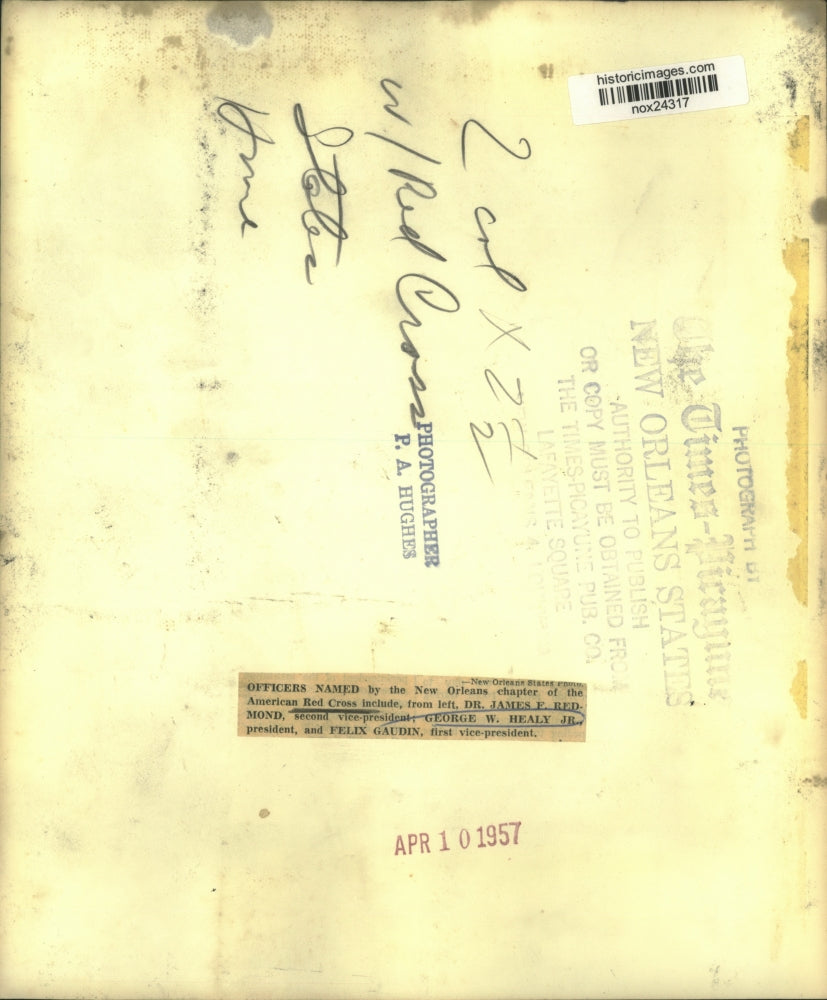 historicimages.com
nox24317
2 col x 2 1/2
w/ Red Cross
States
PHOTOGRAPH BY
The Times-Picayune
NEW ORLEANS STATES
AUTHORITY TO PUBLISH
OR COPY MUST BE OBTAINED FROM
THE TIMES-PICAYUNE PUB. CO.
LAFAYETTE SQUARE
PHOTOGRAPHER
P. A. HUGHES
—New Orleans States Photo.
OFFICERS NAMED by the New Orleans chapter of the
American Red Cross include, from left, DR. JAMES E. RED-
MOND, second vice-president; GEORGE W. HEALY JR.,
president, and FELIX GAUDIN, first vice-president.
APR 10 1957